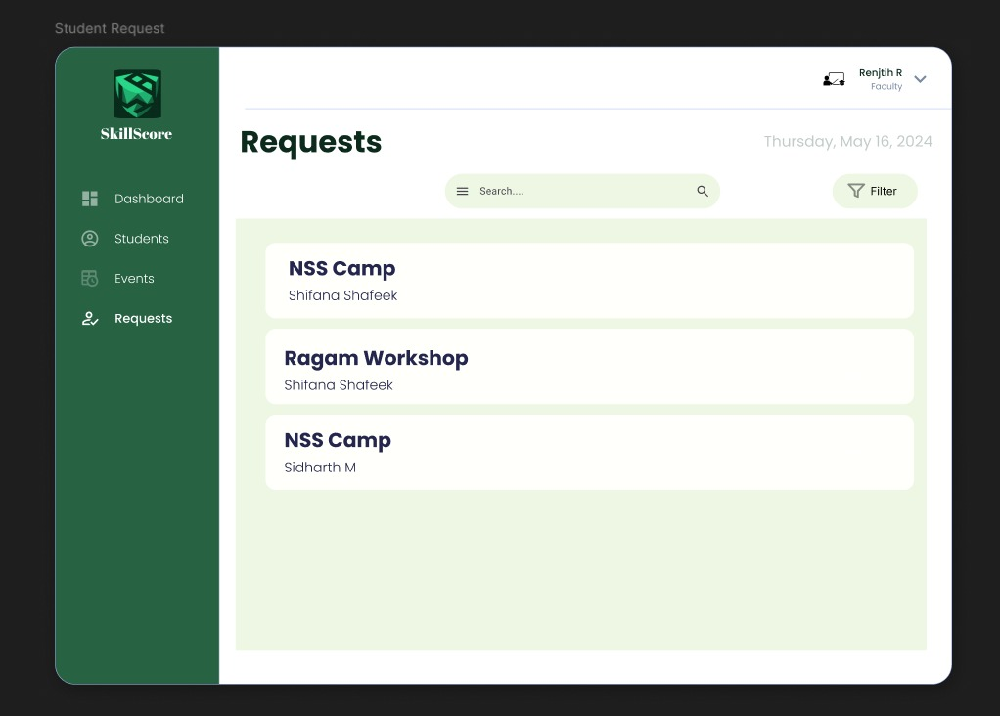 Student Request
SkillScore
Renjtih R
Faculty
Requests
Thursday, May 16, 2024
Search....
Filter
Dashboard
Students
Events
Requests
NSS Camp
Shifana Shafeek
Ragam Workshop
Shifana Shafeek
NSS Camp
Sidharth M